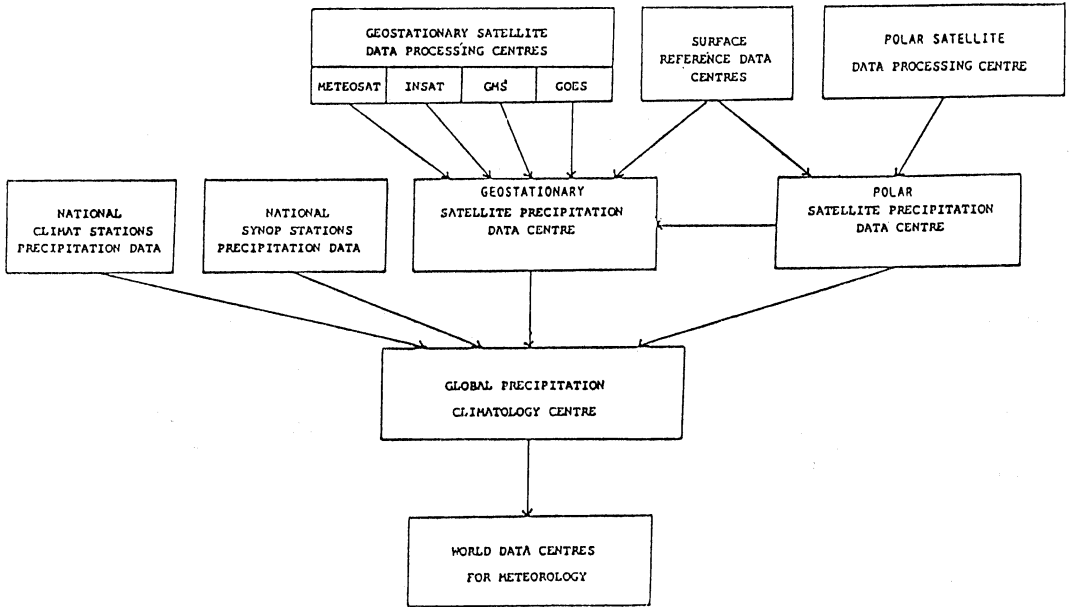 GEOSTATIONARY SATELLITE
DATA PROCESSING CENTRES
METEOSAT INSAT GMS GOES
SURFACE
REFERENCE DATA
CENTRES
POLAR SATELLITE
DATA PROCESSING CENTRE
NATIONAL
CLIMAT STATIONS
PRECIPITATION DATA
NATIONAL
SYNOP STATIONS
PRECIPITATION DATA
GEOSTATIONARY
SATELLITE PRECIPITATION
DATA CENTRE
POLAR
SATELLITE PRECIPITATION
DATA CENTRE
GLOBAL PRECIPITATION
CLIMATOLOGY CENTRE
WORLD DATA CENTRES
FOR METEOROLOGY